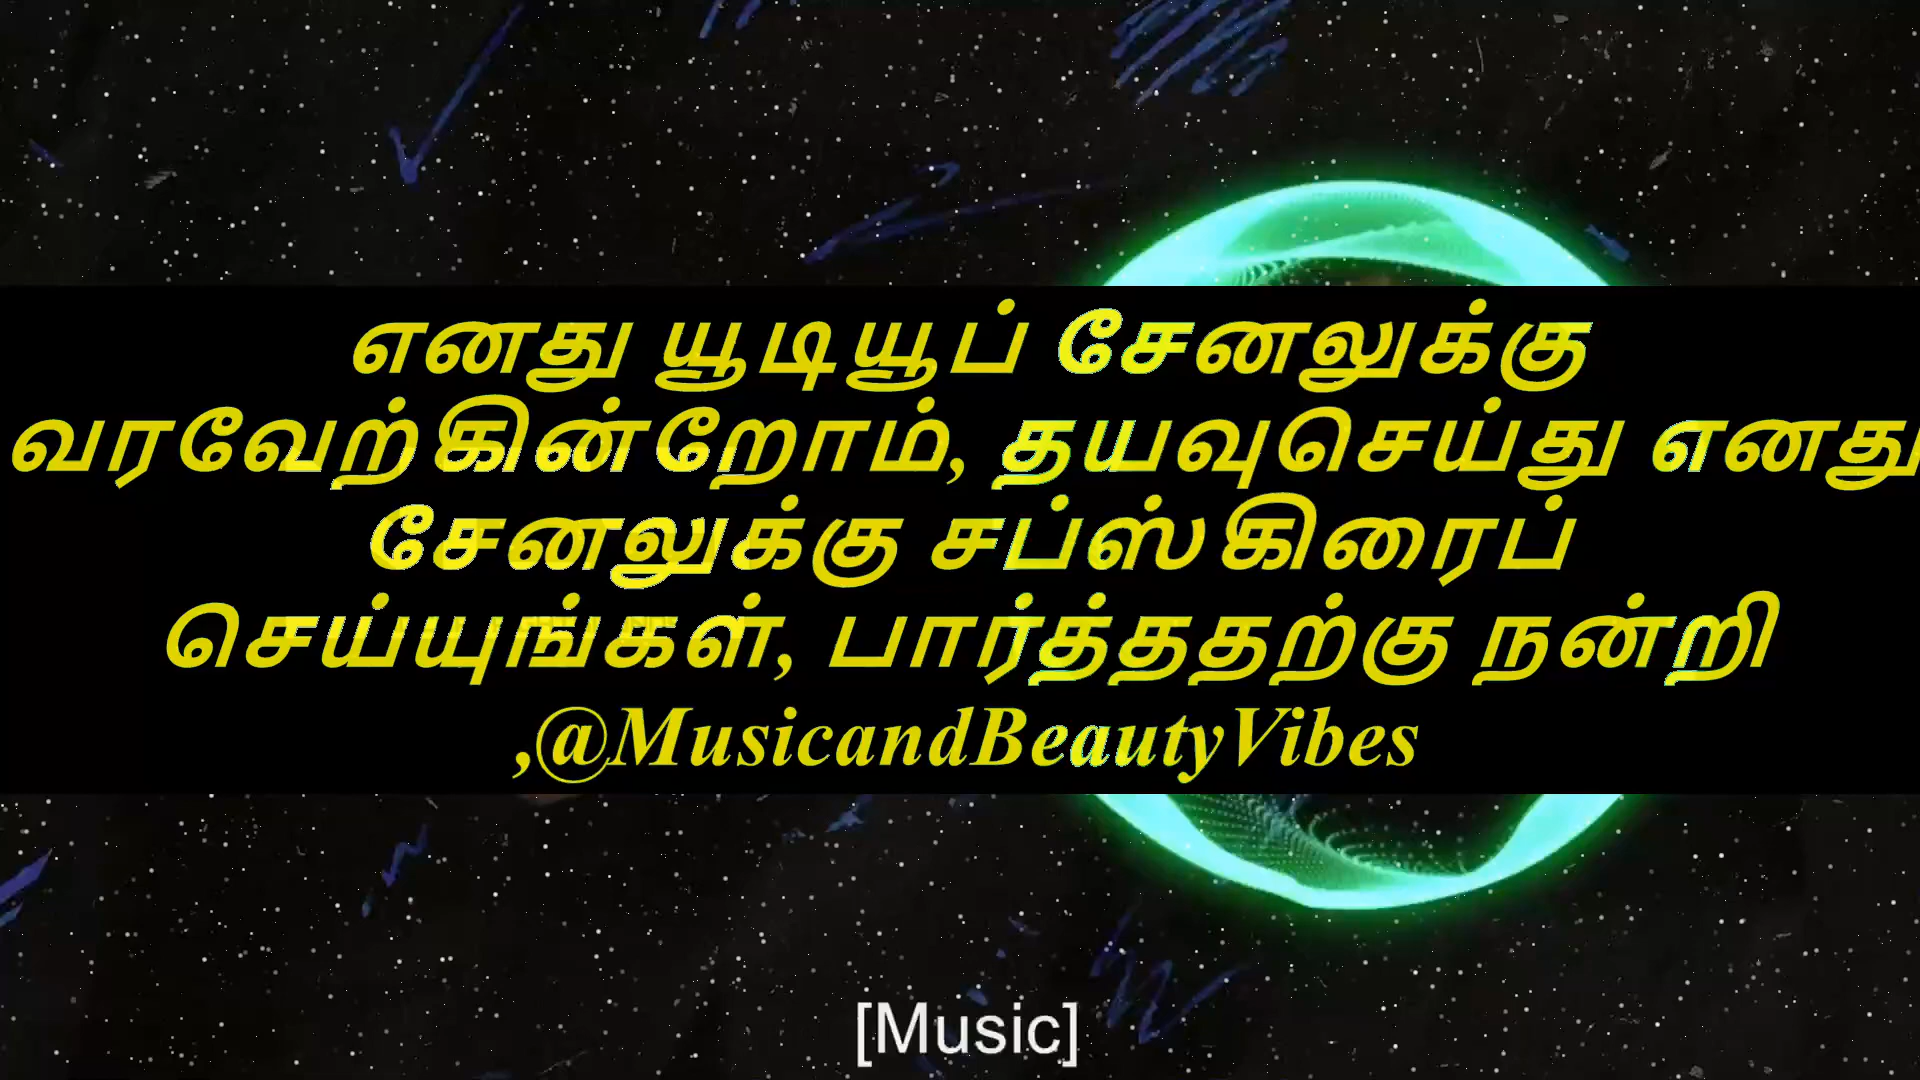 எனது யூடியூப் சேனலுக்கு
வரவேற்கின்றோம், தயவுசெய்து எனது
சேனலுக்கு சப்ஸ்கிரைப்
செய்யுங்கள், பார்த்ததற்கு நன்றி
,@MusicandBeautyVibes
[Music]